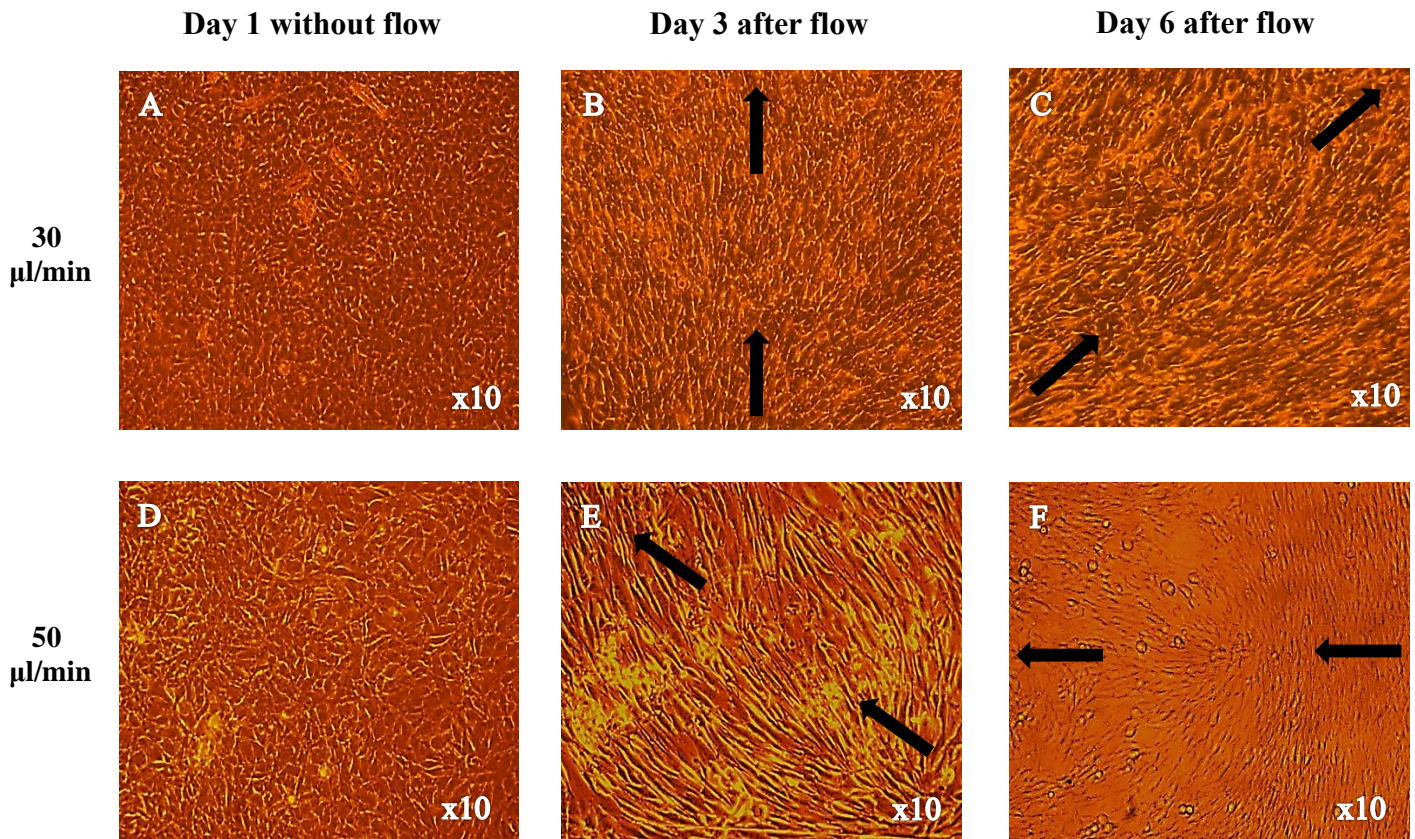 Day 1 without flow
Day 3 after flow
Day 6 after flow
30
µl/min
A
x10
B
x10
C
x10
50
µl/min
D
x10
E
x10
F
x10